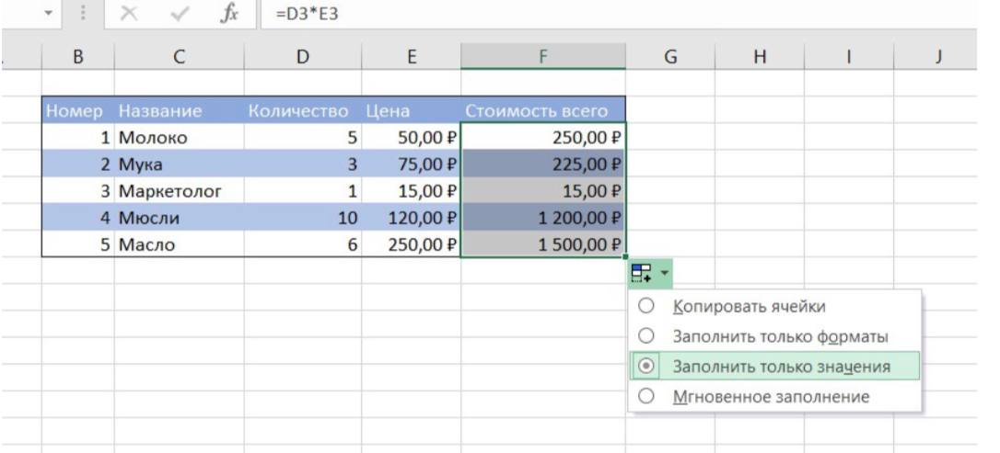 fx =D3*E3
B C D E F G H I J
Номер Название Количество Цена Стоимость всего
1 Молоко 5 50,00 ₽ 250,00 ₽
2 Мука 3 75,00 ₽ 225,00 ₽
3 Маркетолог 1 15,00 ₽ 15,00 ₽
4 Мюсли 10 120,00 ₽ 1 200,00 ₽
5 Масло 6 250,00 ₽ 1 500,00 ₽
Копировать ячейки
Заполнить только форматы
Заполнить только значения
Мгновенное заполнение